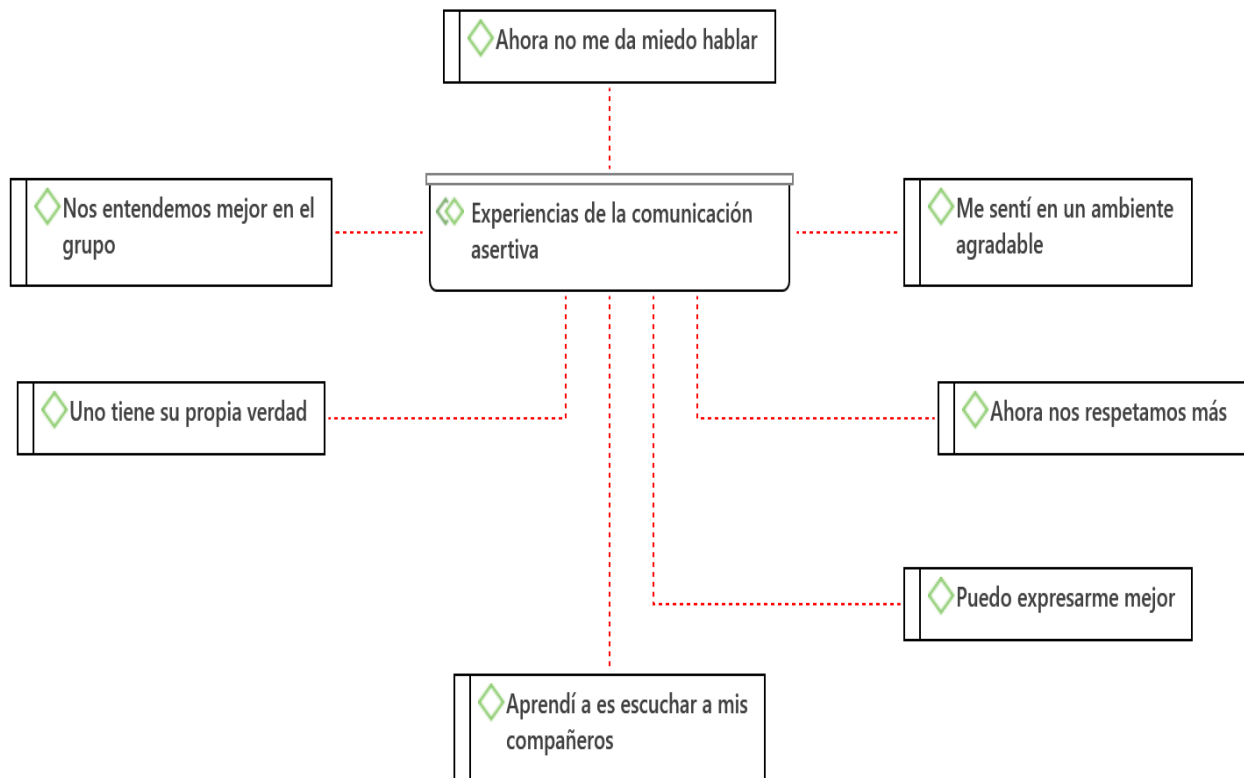 Ahora no me da miedo hablar
Nos entendemos mejor en el
grupo
Experiencias de la comunicación
asertiva
Me sentí en un ambiente
agradable
Uno tiene su propia verdad
Ahora nos respetamos más
Puedo expresarme mejor
Aprendí a es escuchar a mis
compañeros